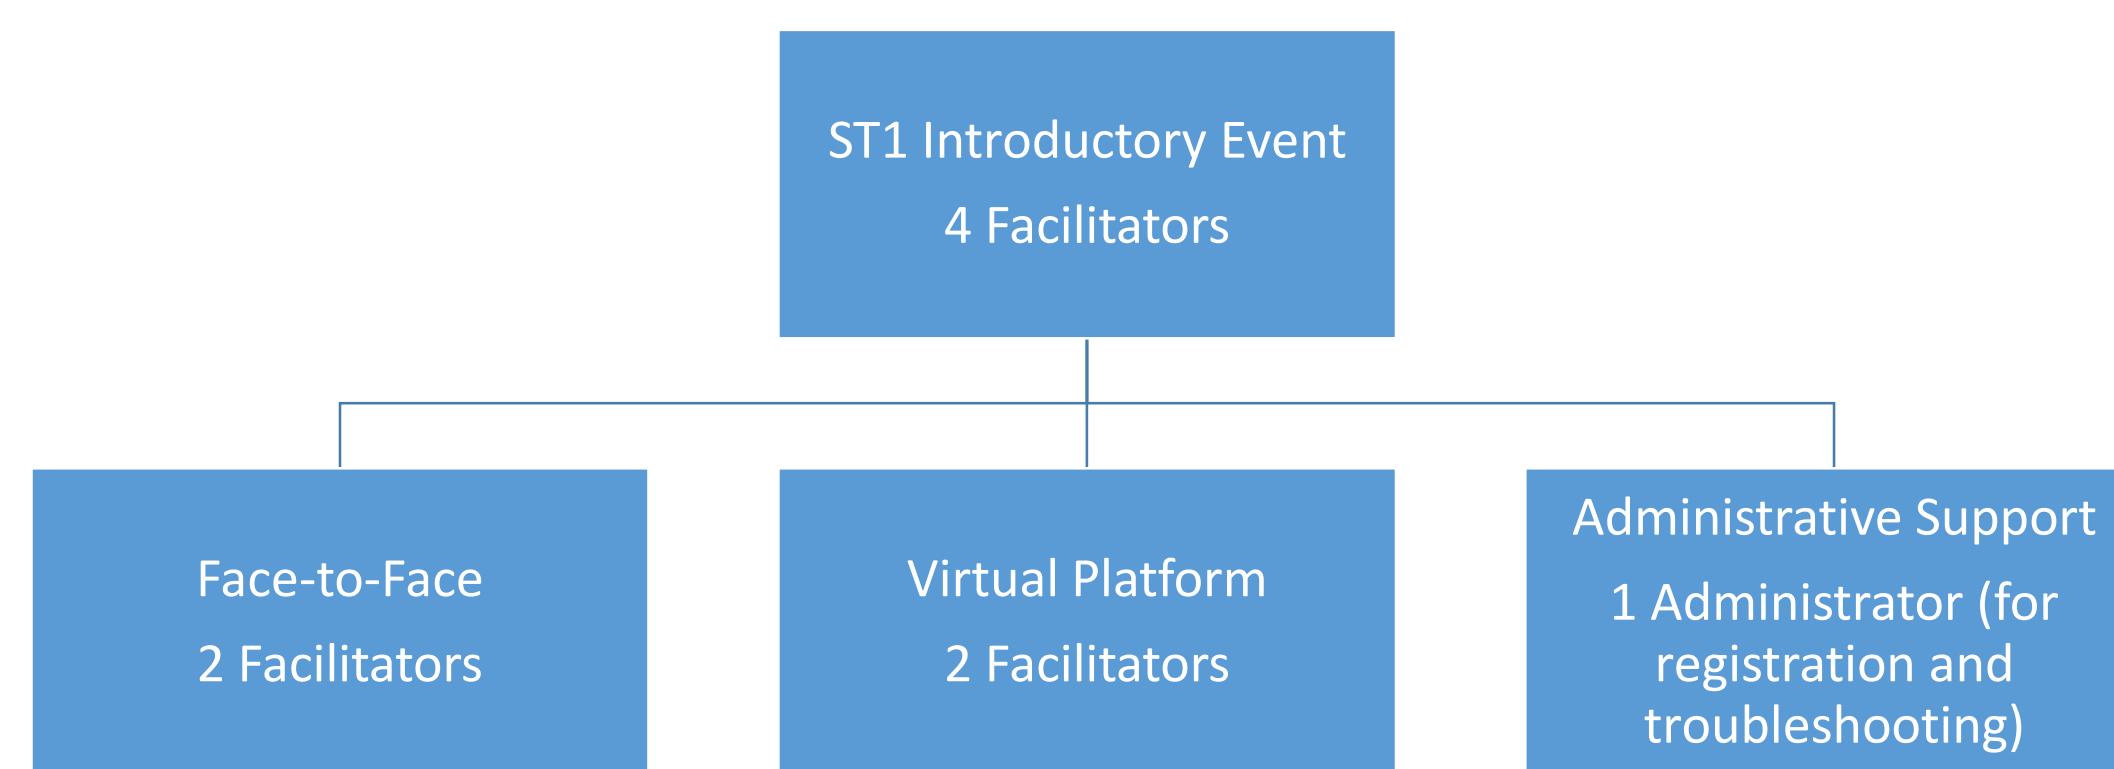 ST1 Introductory Event
4 Facilitators
Face-to-Face
2 Facilitators
Virtual Platform
2 Facilitators
Administrative Support
1 Administrator (for
registration and
troubleshooting)